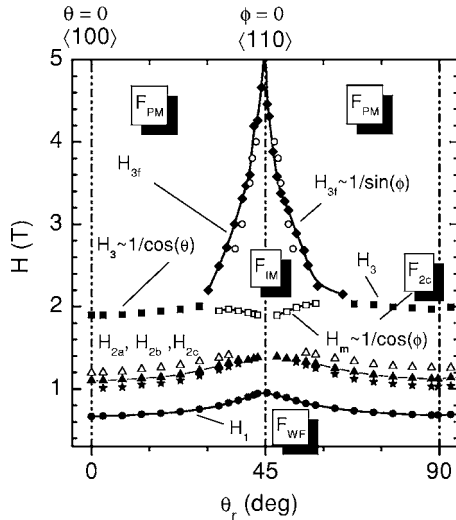 θ = 0 ϕ = 0
⟨100⟩ ⟨110⟩
5
F_PM F_PM
4
H_3f H_3f~1/sin(ϕ)
3
H_3~1/cos(θ) F_IM H_3 F_2c
2
H_2a, H_2b ,H_2c H_m~1/cos(ϕ)
1
H_1 F_WF
0 45 90
θ_r (deg)
H (T)